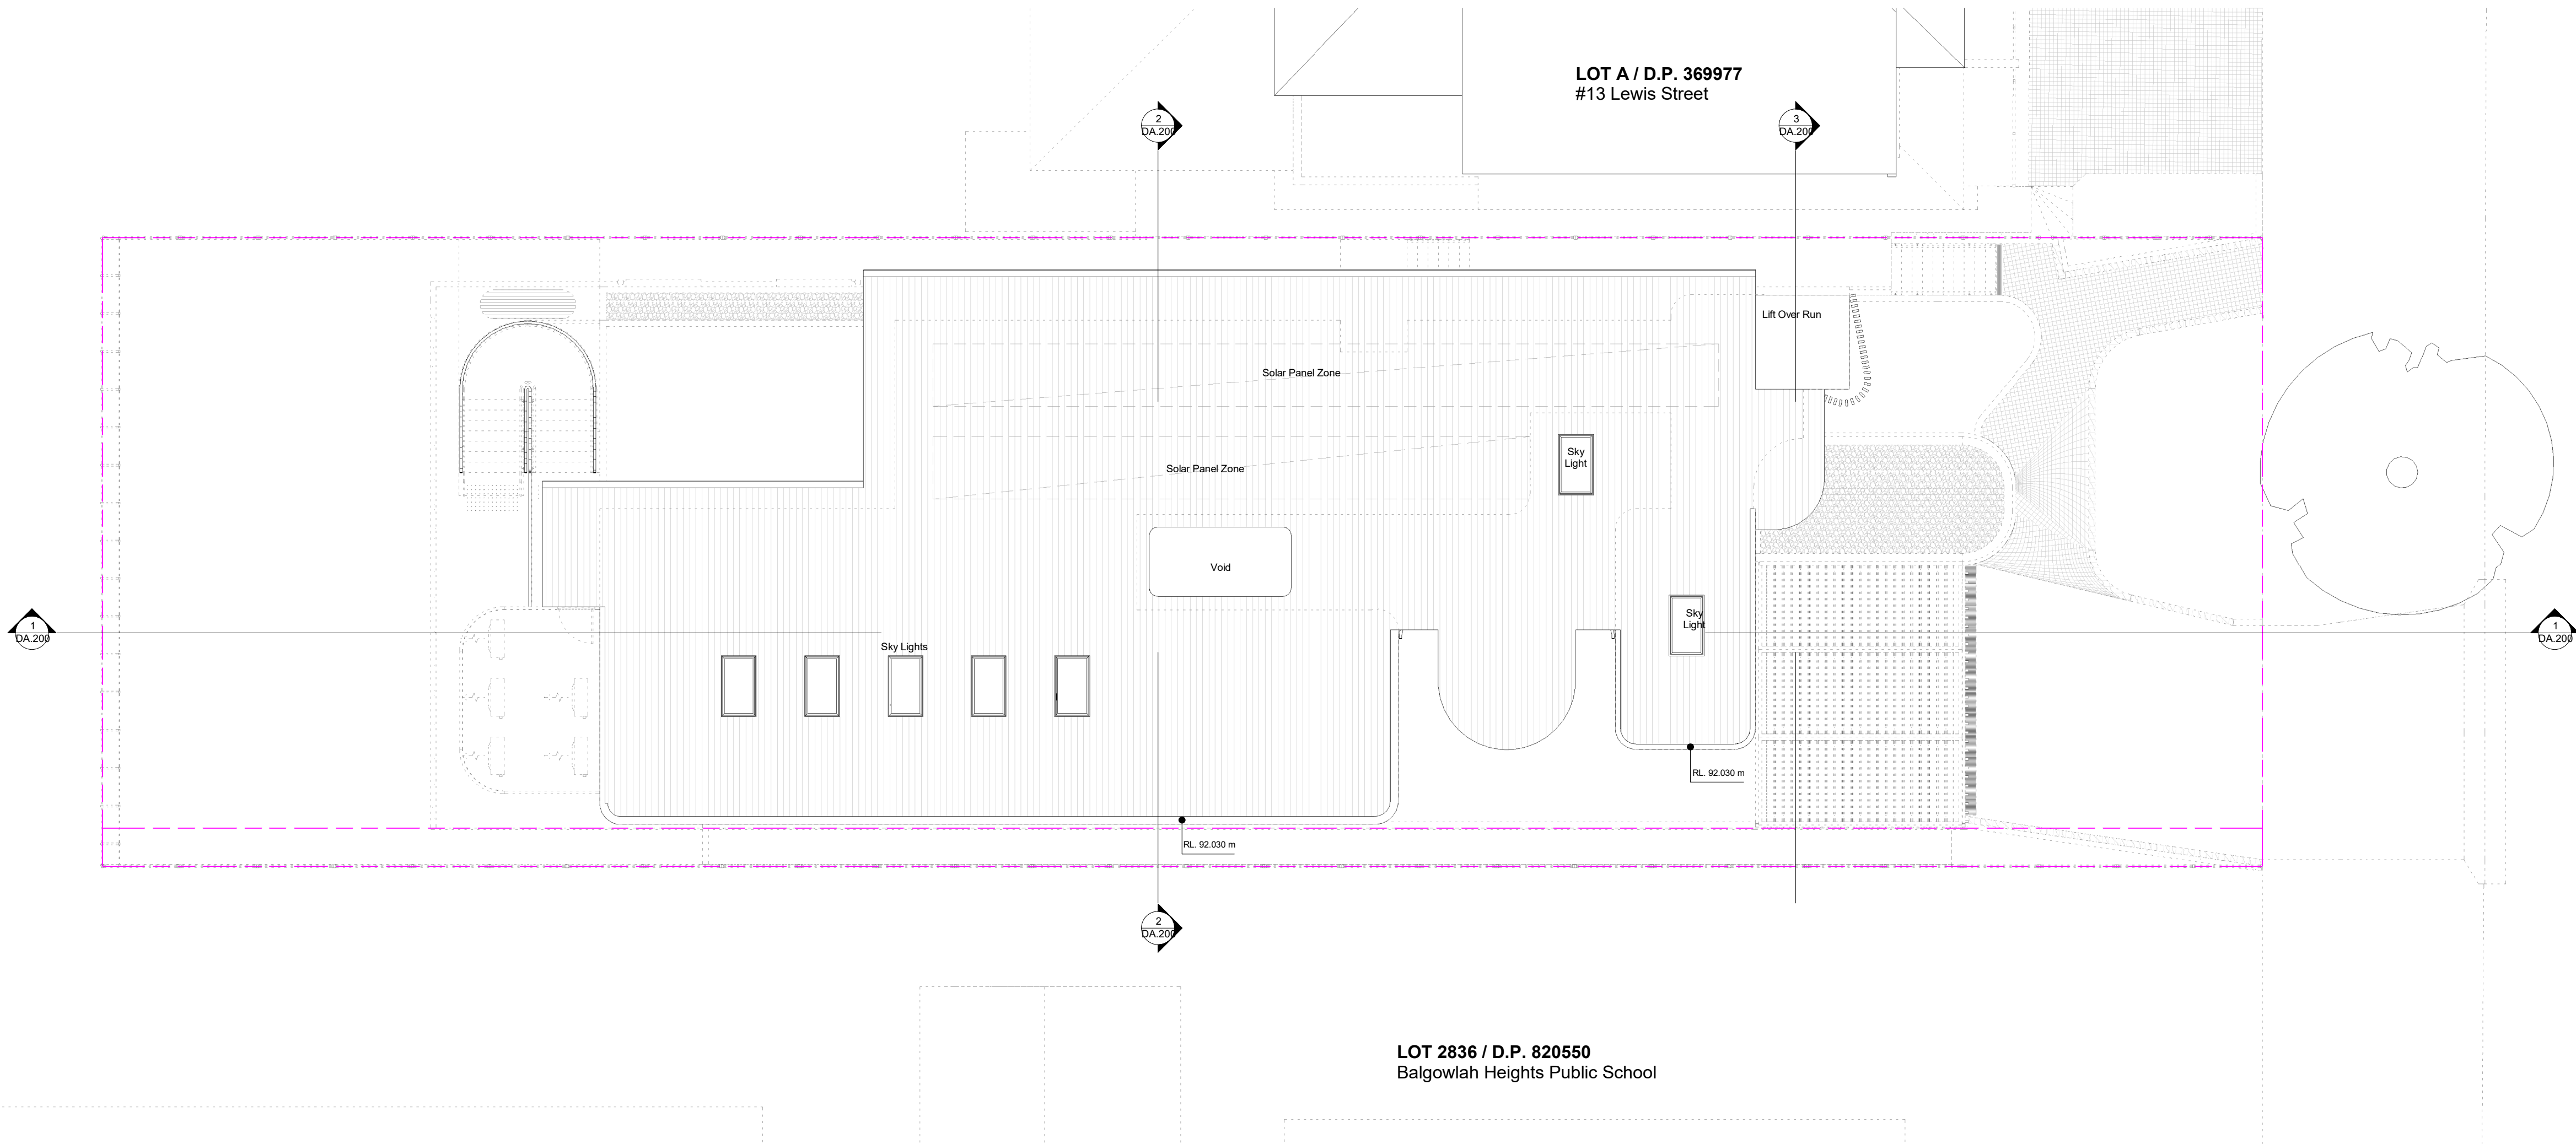 LOT A / D.P. 369977
#13 Lewis Street
2
DA.200
3
DA.200
Lift Over Run
Solar Panel Zone
Sky
Light
Solar Panel Zone
Void
Sky
Light
1
DA.200
1
DA.200
Sky Lights
RL. 92.030 m
RL. 92.030 m
2
DA.200
LOT 2836 / D.P. 820550
Balgowlah Heights Public School